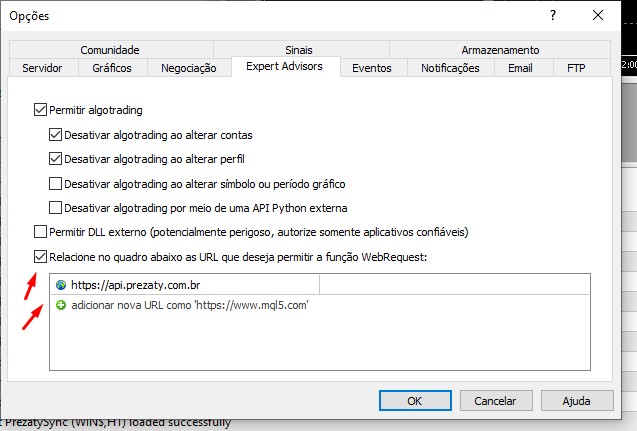 Opções
Comunidade Sinais Armazenamento
Servidor Gráficos Negociação Expert Advisors Eventos Notificações Email FTP
Permitir algotrading
Desativar algotrading ao alterar contas
Desativar algotrading ao alterar perfil
Desativar algotrading ao alterar símbolo ou período gráfico
Desativar algotrading por meio de uma API Python externa
Permitir DLL externo (potencialmente perigoso, autorize somente aplicativos confiáveis)
Relacione no quadro abaixo as URL que deseja permitir a função WebRequest:
https://api.prezaty.com.br
adicionar nova URL como 'https://www.mql5.com'
OK Cancelar Ajuda
PrezatySync (WIN$,H1) loaded successfully